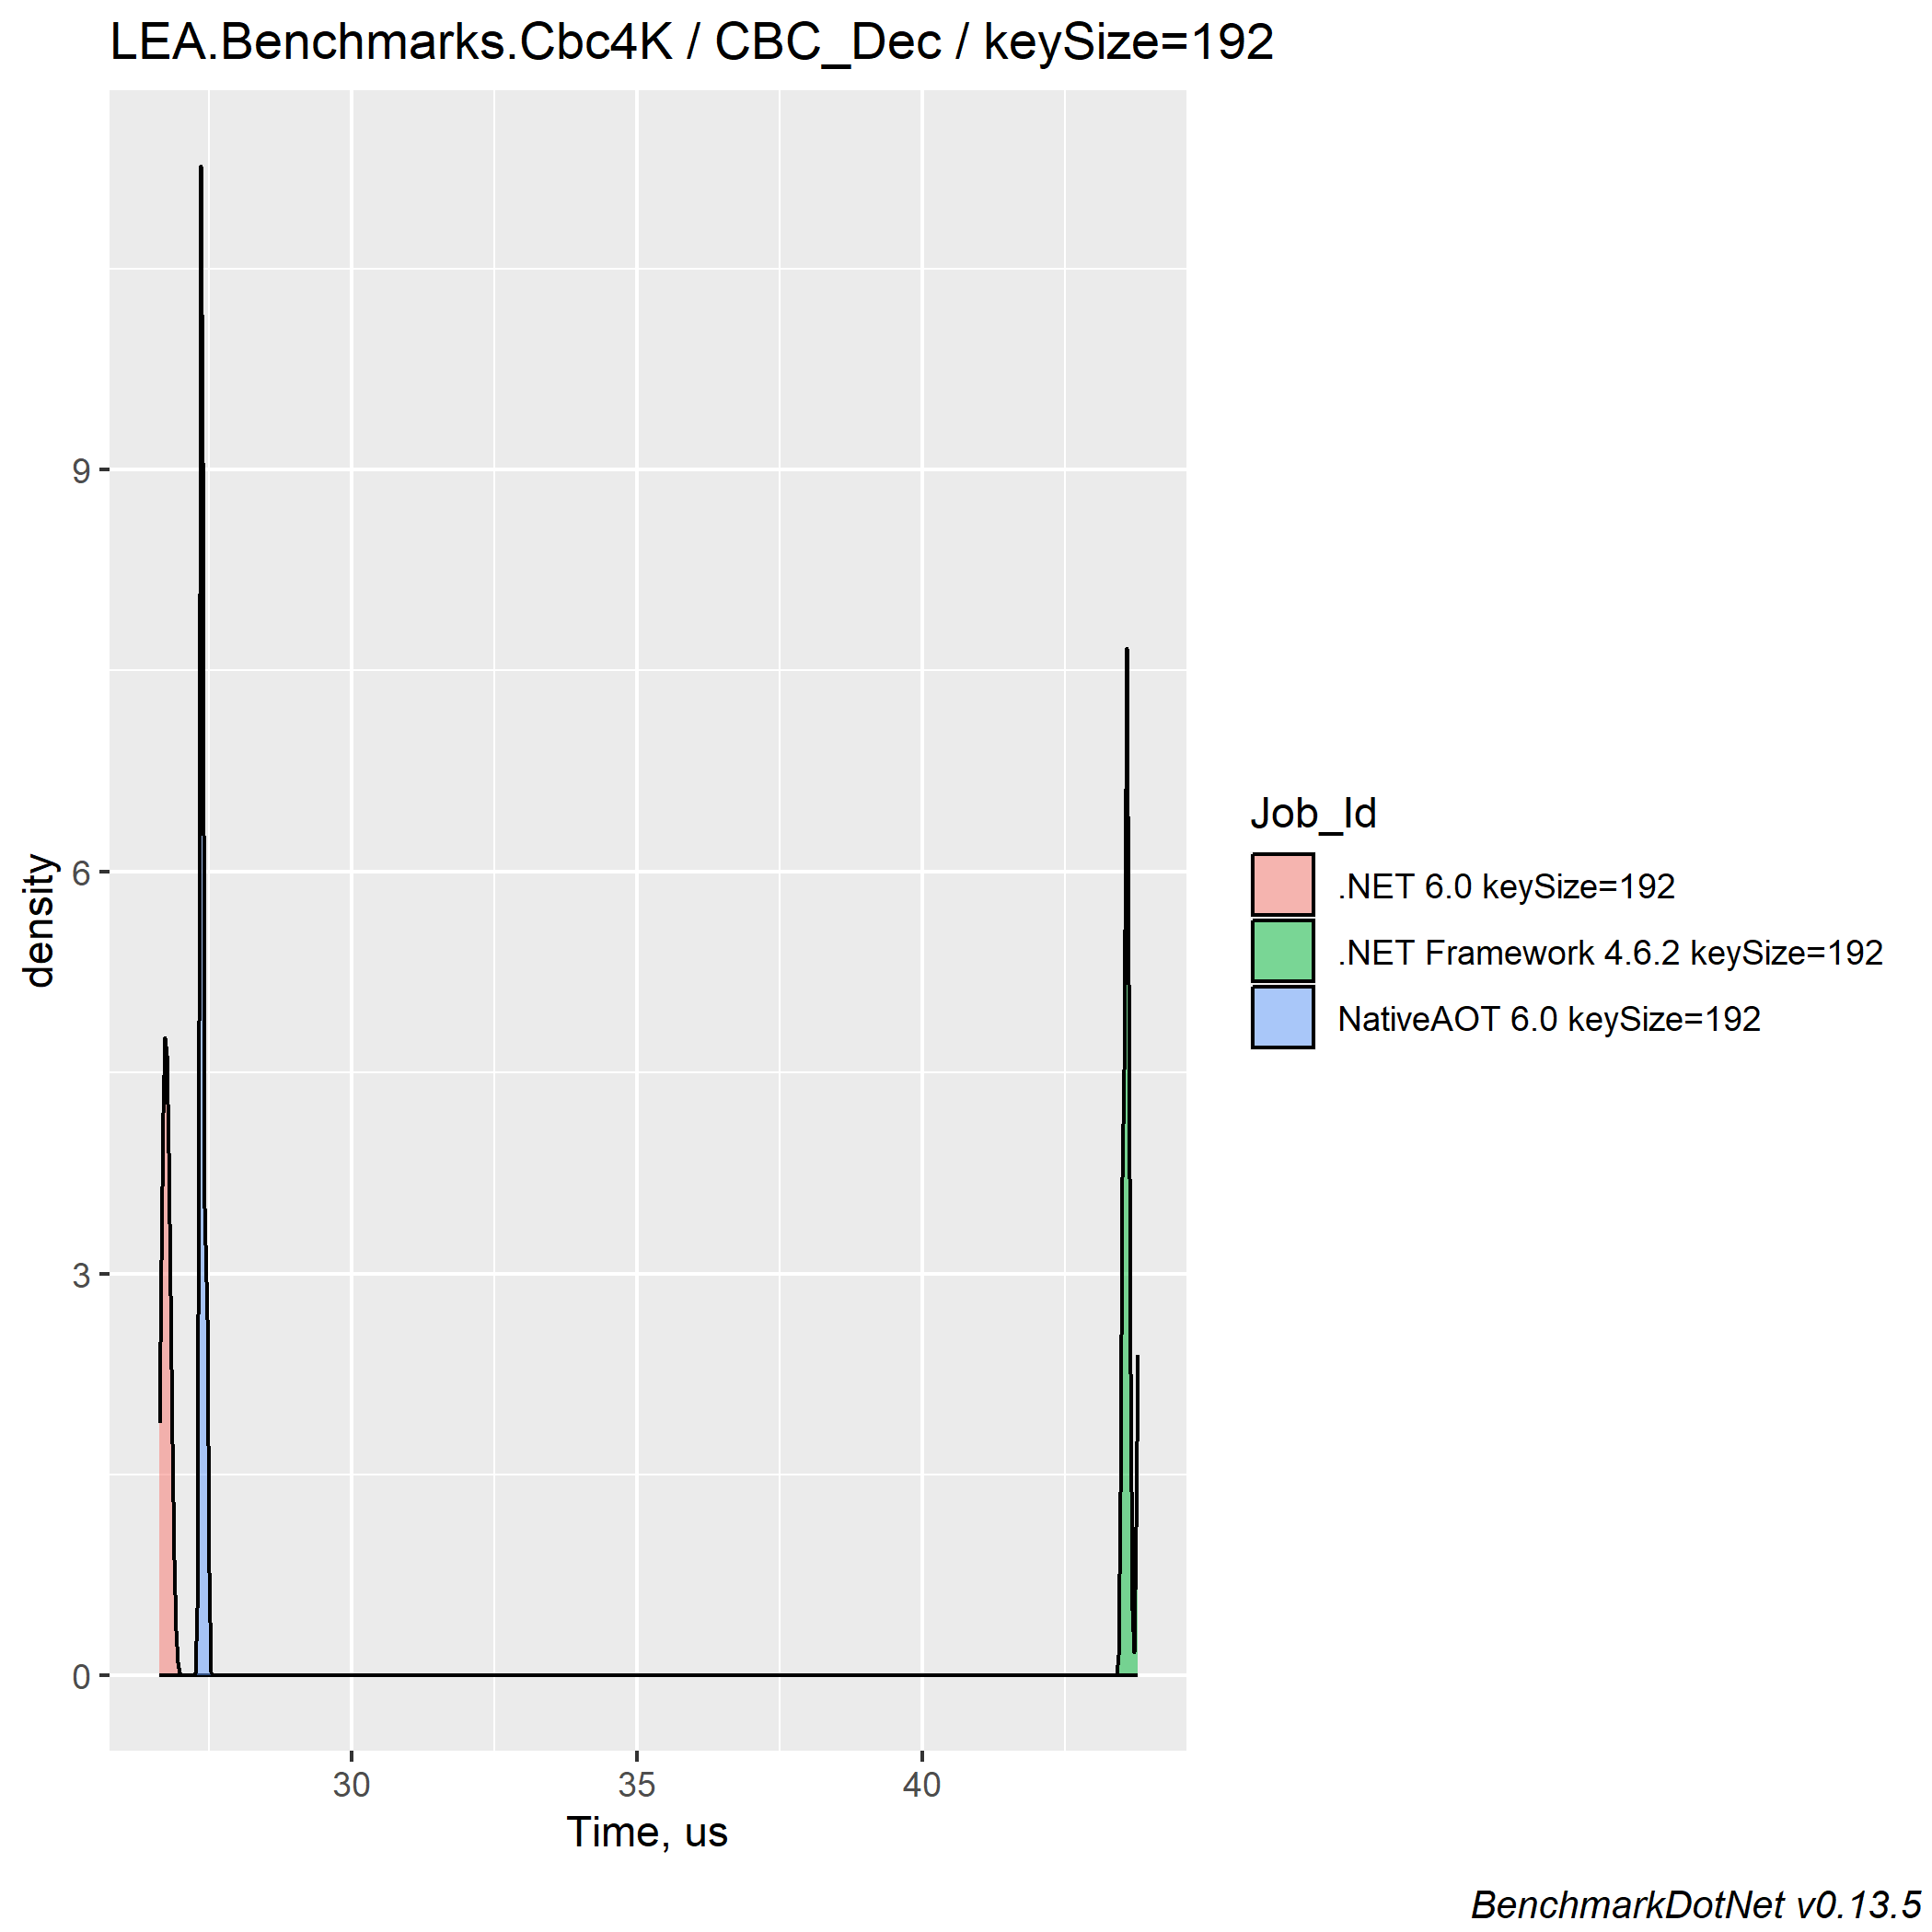 LEA.Benchmarks.Cbc4K / CBC_Dec / keySize=192
9
6
3
0
density
30 35 40
Time, us
Job_Id
.NET 6.0 keySize=192
.NET Framework 4.6.2 keySize=192
NativeAOT 6.0 keySize=192
BenchmarkDotNet v0.13.5